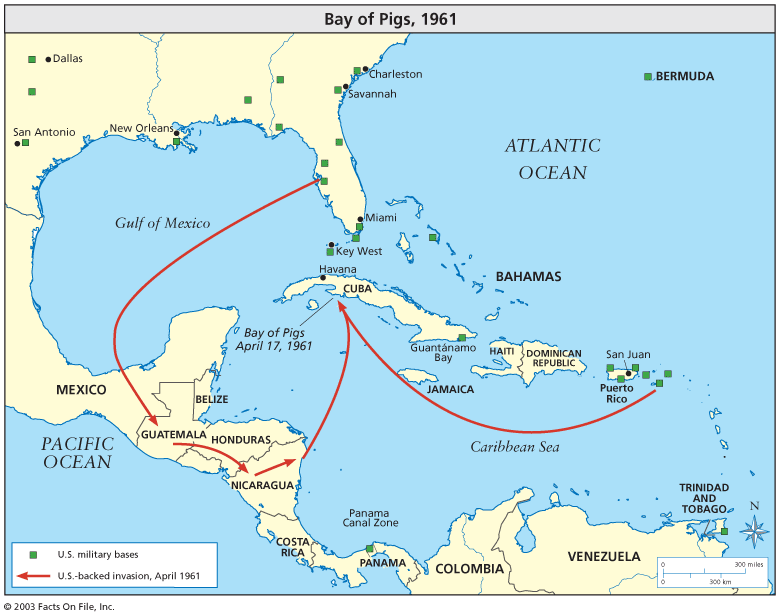 Bay of Pigs, 1961
Dallas
Charleston
Savannah
BERMUDA
San Antonio
New Orleans
ATLANTIC
OCEAN
Gulf of Mexico
Miami
Key West
Havana
CUBA
BAHAMAS
Bay of Pigs
April 17, 1961
Guantánamo
Bay
HAITI
DOMINICAN
REPUBLIC
San Juan
Puerto
Rico
JAMAICA
MEXICO
BELIZE
GUATEMALA
HONDURAS
PACIFIC
OCEAN
Caribbean Sea
NICARAGUA
TRINIDAD
AND
TOBAGO
N
Panama
Canal Zone
COSTA
RICA
PANAMA
COLOMBIA
VENEZUELA
U.S. military bases
U.S.-backed invasion, April 1961
0 300 miles
0 300 km
© 2003 Facts On File, Inc.